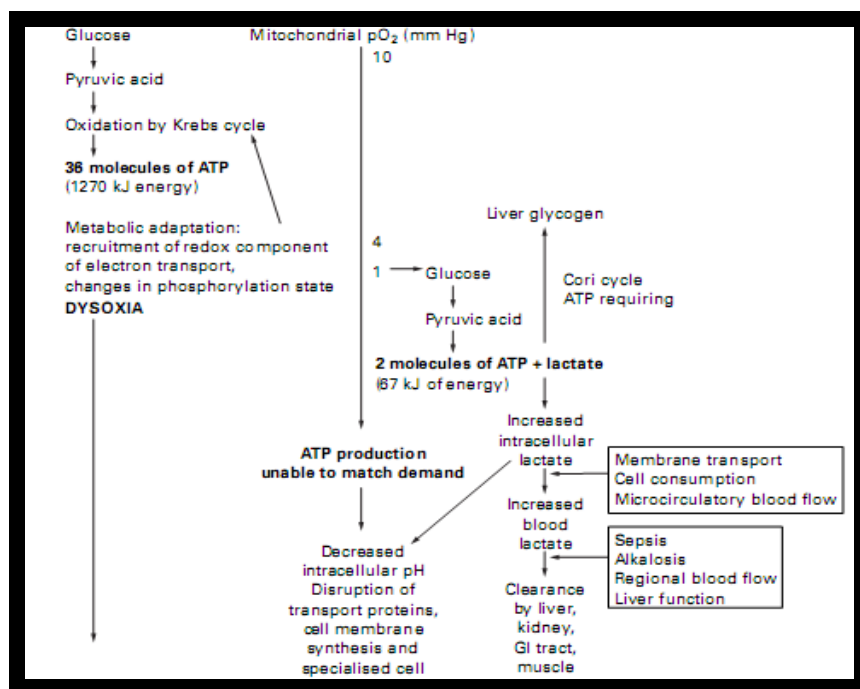 Glucose
Pyruvic acid
Oxidation by Krebs cycle
36 molecules of ATP
(1270 kJ energy)
Metabolic adaptation:
recruitment of redox component
of electron transport,
changes in phosphorylation state
DYSOXIA
Mitochondrial pO₂ (mm Hg)
10
4
1
Glucose
Pyruvic acid
2 molecules of ATP + lactate
(67 kJ of energy)
Liver glycogen
Cori cycle
ATP requiring
ATP production
unable to match demand
Decreased
intracellular pH
Disruption of
transport proteins,
cell membrane
synthesis and
specialised cell
Increased
intracellular
lactate
Membrane transport
Cell consumption
Microcirculatory blood flow
Increased
blood
lactate
Sepsis
Alkalosis
Regional blood flow
Liver function
Clearance
by liver,
kidney,
GI tract,
muscle